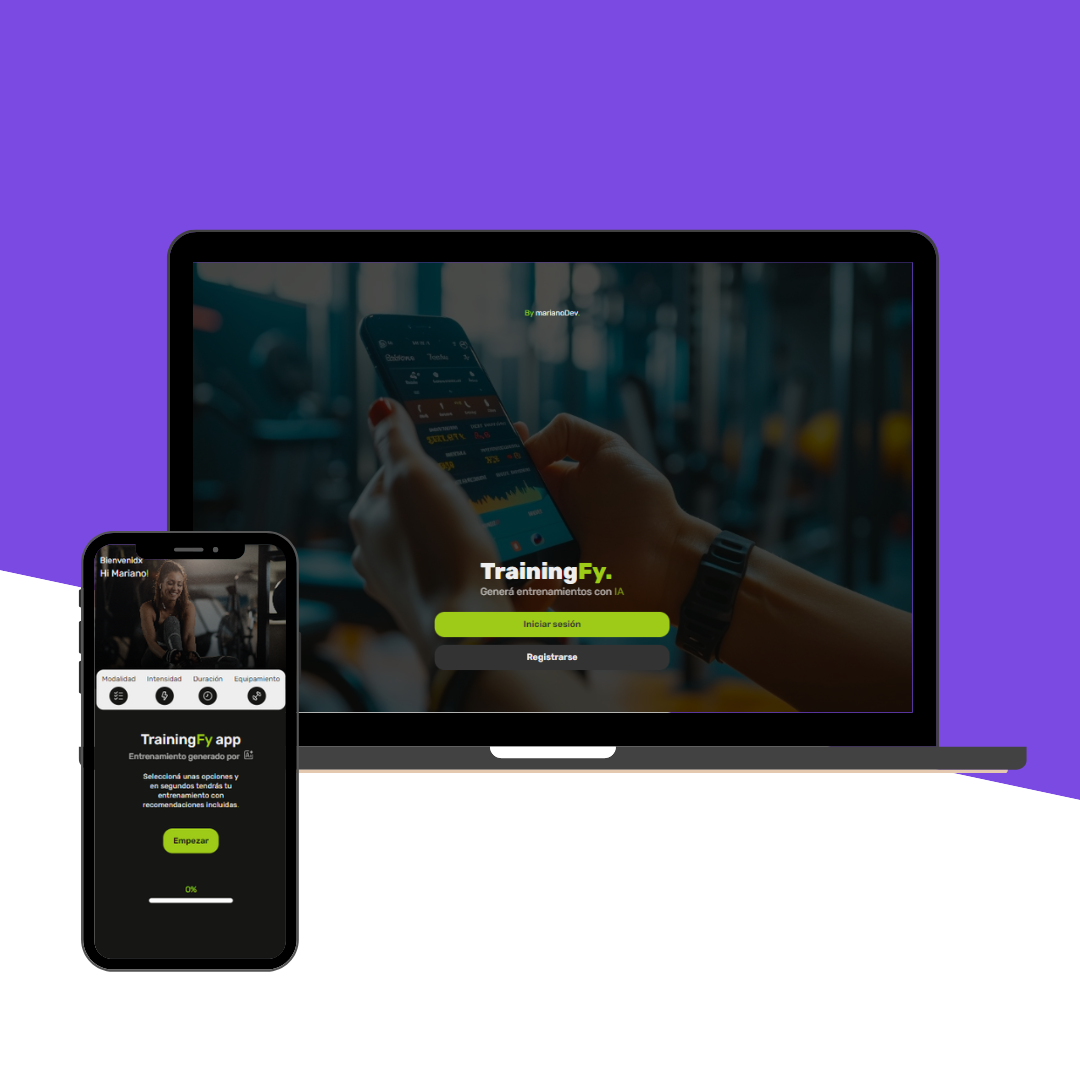 By marianoDev.
TrainingFy.
Generá entrenamientos con IA
Iniciar sesión
Registrarse
Bienvenidx
Hi Mariano!
Modalidad Intensidad Duración Equipamiento
TrainingFy app
Entrenamiento generado por
Seleccioná unas opciones y
en segundos tendrás tu
entrenamiento con
recomendaciones incluidas.
Empezar
0%